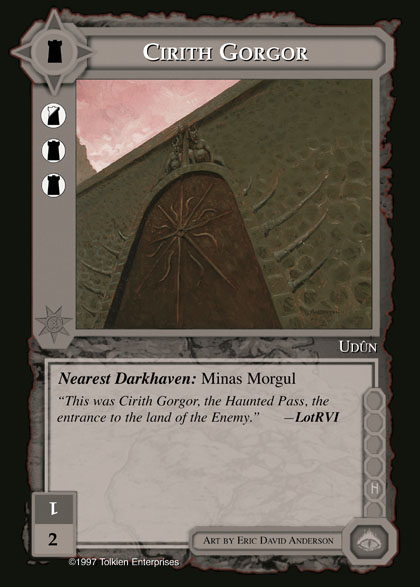 CIRITH GORGOR
UDÛN
Nearest Darkhaven: Minas Morgul
“This was Cirith Gorgor, the Haunted Pass, the
entrance to the land of the Enemy.” —LotRVI
H
1
2
ART BY ERIC DAVID ANDERSON
©1997 Tolkien Enterprises